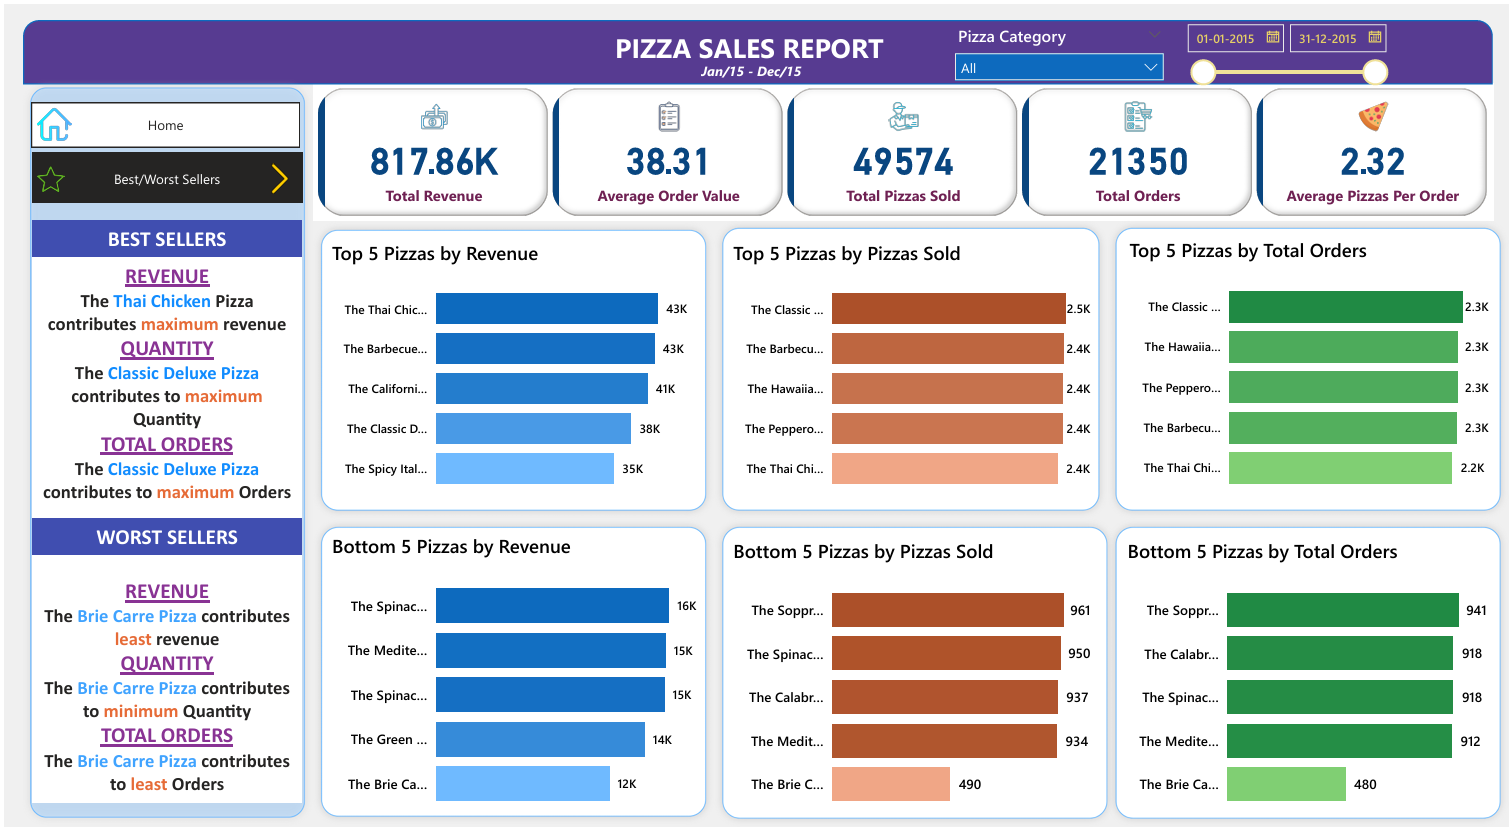 PIZZA SALES REPORT
Jan/15 - Dec/15
Pizza Category
All
01-01-2015
31-12-2015
Home
Best/Worst Sellers
817.86K
Total Revenue
38.31
Average Order Value
49574
Total Pizzas Sold
21350
Total Orders
2.32
Average Pizzas Per Order
BEST SELLERS
REVENUE
The Thai Chicken Pizza
contributes maximum revenue
QUANTITY
The Classic Deluxe Pizza
contributes to maximum
Quantity
TOTAL ORDERS
The Classic Deluxe Pizza
contributes to maximum Orders
WORST SELLERS
REVENUE
The Brie Carre Pizza contributes
least revenue
QUANTITY
The Brie Carre Pizza contributes
to minimum Quantity
TOTAL ORDERS
The Brie Carre Pizza contributes
to least Orders
Top 5 Pizzas by Revenue
The Thai Chic... 43K
The Barbecue... 43K
The Californi... 41K
The Classic D... 38K
The Spicy Ital... 35K
Top 5 Pizzas by Pizzas Sold
The Classic ... 2.5K
The Barbecu... 2.4K
The Hawaiia... 2.4K
The Peppero... 2.4K
The Thai Chi... 2.4K
Top 5 Pizzas by Total Orders
The Classic ... 2.3K
The Hawaiia... 2.3K
The Peppero... 2.3K
The Barbecu... 2.3K
The Thai Chi... 2.2K
Bottom 5 Pizzas by Revenue
The Spinac... 16K
The Medite... 15K
The Spinac... 15K
The Green ... 14K
The Brie Ca... 12K
Bottom 5 Pizzas by Pizzas Sold
The Soppr... 961
The Spinac... 950
The Calabr... 937
The Medit... 934
The Brie C... 490
Bottom 5 Pizzas by Total Orders
The Soppr... 941
The Calabr... 918
The Spinac... 918
The Medite... 912
The Brie Ca... 480